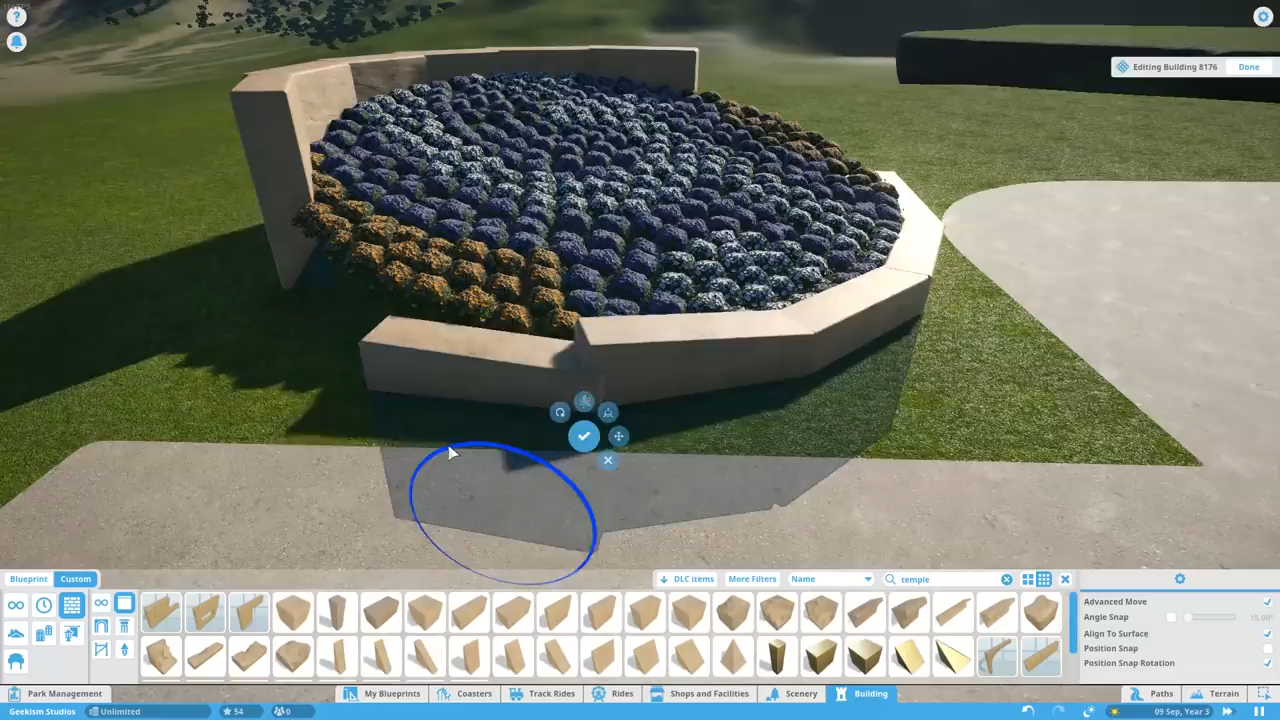 Editing Building 8176 Done
Blueprint Custom DLC Items More Filters Name temple
Advanced Move
Angle Snap 15.00°
Align To Surface
Position Snap
Position Snap Rotation
Park Management My Blueprints Coasters Track Rides Rides Shops and Facilities Scenery Building Paths Terrain
Geekism Studios Unlimited 54 0 09 Sep, Year 3